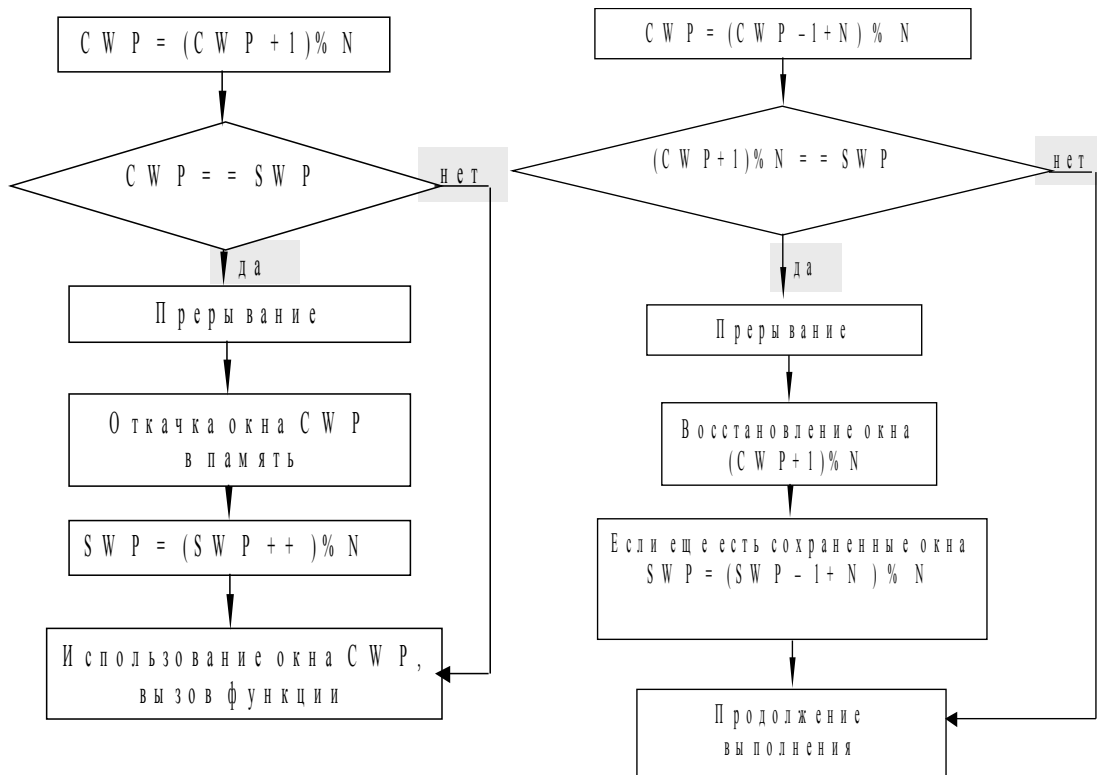 CWP = (CWP +1)% N
CWP == SWP
нет
да
Прерывание
Откачка окна CWP
в память
SWP = (SWP ++ )% N
Использование окна CWP,
вызов функции
CWP = (CWP –1+N) % N
(CWP+1)% N == SWP
нет
да
Прерывание
Восстановление окна
(CWP+1)% N
Если еще есть сохраненные окна
SWP = (SWP – 1+ N ) % N
Продолжение
выполнения